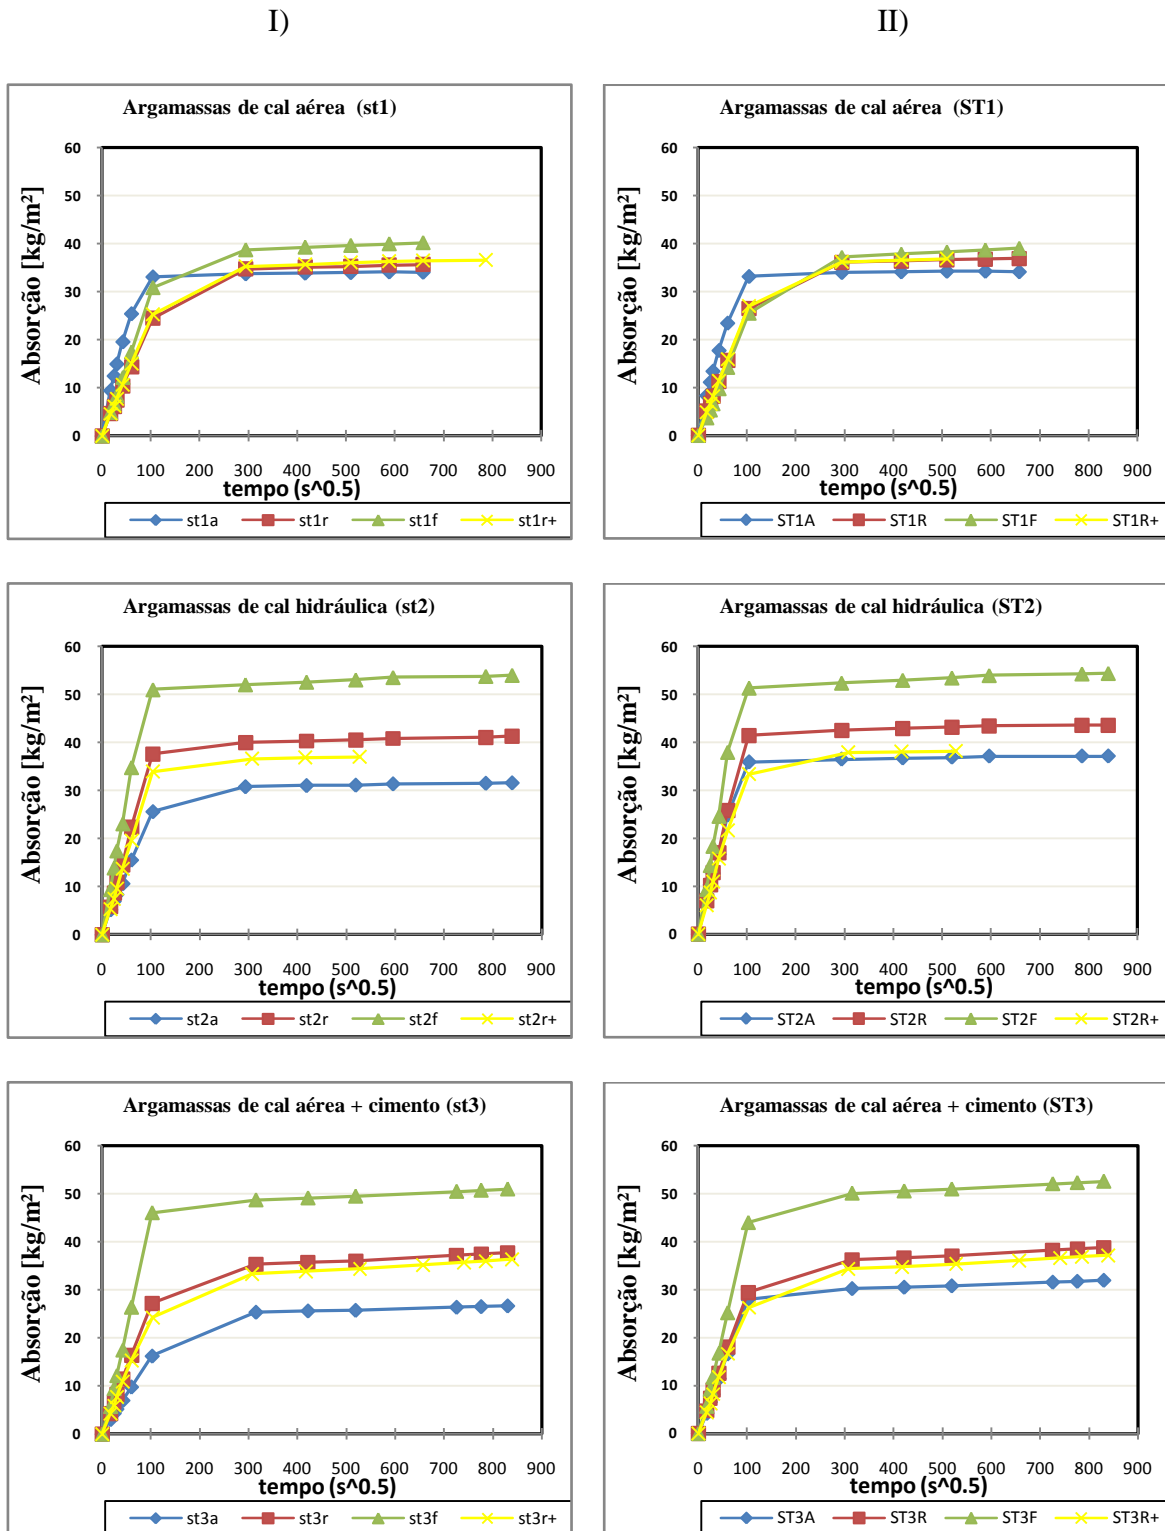 I)
II)
Argamassas de cal aérea (st1)
Absorção [kg/m²]
60
50
40
30
20
10
0
0 100 200 300 400 500 600 700 800 900
tempo (s^0.5)
st1a st1r st1f st1r+
Argamassas de cal aérea (ST1)
Absorção [kg/m²]
60
50
40
30
20
10
0
0 100 200 300 400 500 600 700 800 900
tempo (s^0.5)
ST1A ST1R ST1F ST1R+
Argamassas de cal hidráulica (st2)
Absorção [kg/m²]
60
50
40
30
20
10
0
0 100 200 300 400 500 600 700 800 900
tempo (s^0.5)
st2a st2r st2f st2r+
Argamassas de cal hidráulica (ST2)
Absorção [kg/m²]
60
50
40
30
20
10
0
0 100 200 300 400 500 600 700 800 900
tempo (s^0.5)
ST2A ST2R ST2F ST2R+
Argamassas de cal aérea + cimento (st3)
Absorção [kg/m²]
60
50
40
30
20
10
0
0 100 200 300 400 500 600 700 800 900
tempo (s^0.5)
st3a st3r st3f st3r+
Argamassas de cal aérea + cimento (ST3)
Absorção [kg/m²]
60
50
40
30
20
10
0
0 100 200 300 400 500 600 700 800 900
tempo (s^0.5)
ST3A ST3R ST3F ST3R+